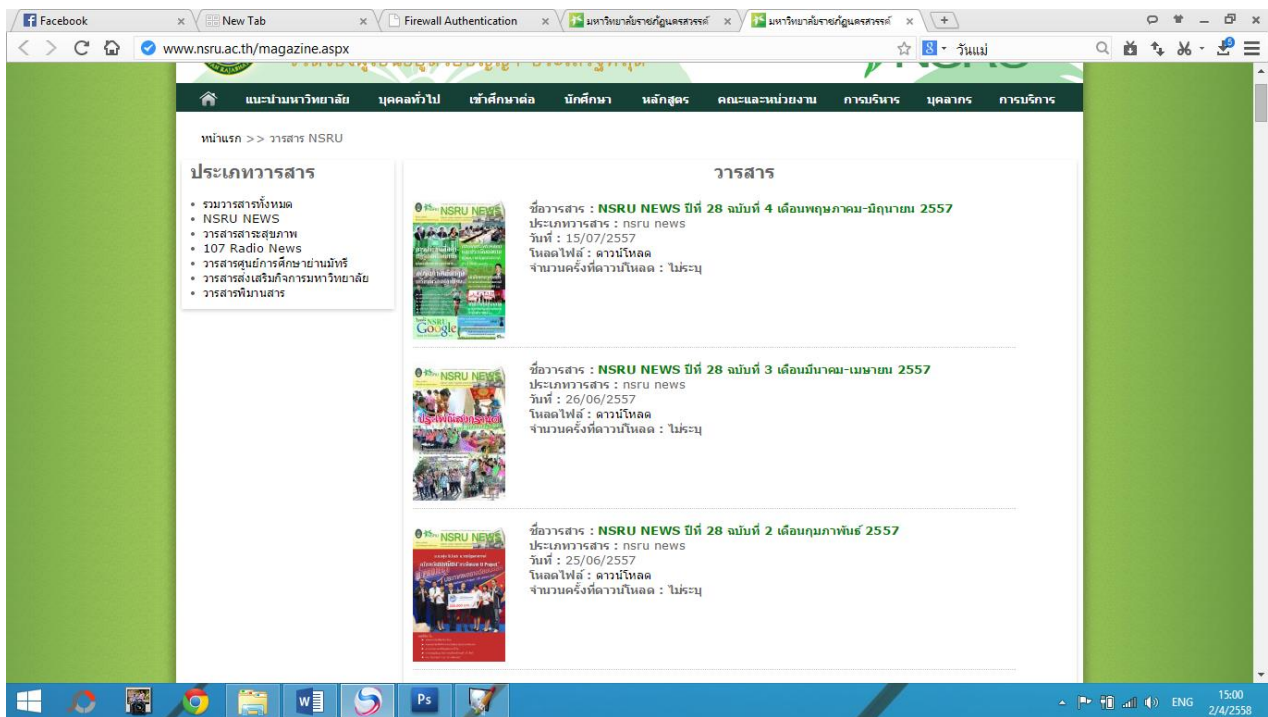 Facebook
New Tab
Firewall Authentication
มหาวิทยาลัยราชภัฏนครสวรรค์
มหาวิทยาลัยราชภัฏนครสวรรค์
www.nsru.ac.th/magazine.aspx
วันแม่
แนะนำมหาวิทยาลัย บุคคลทั่วไป เข้าศึกษาต่อ นักศึกษา หลักสูตร คณะและหน่วยงาน การบริหาร บุคลากร การบริการ
หน้าแรก >> วารสาร NSRU
ประเภทวารสาร
• รวมวารสารทั้งหมด
• NSRU NEWS
• วารสารสาระสุขภาพ
• 107 Radio News
• วารสารศูนย์การศึกษาย่านมัทรี
• วารสารส่งเสริมกิจการมหาวิทยาลัย
• วารสารพิมานสาร
วารสาร
NSRU NEWS
Google
ชื่อวารสาร : NSRU NEWS ปีที่ 28 ฉบับที่ 4 เดือนพฤษภาคม-มิถุนายน 2557
ประเภทวารสาร : nsru news
วันที่ : 15/07/2557
โหลดไฟล์ : ดาวน์โหลด
จำนวนครั้งที่ดาวน์โหลด : ไม่ระบุ
NSRU NEWS
ประเพณีสงกรานต์
ชื่อวารสาร : NSRU NEWS ปีที่ 28 ฉบับที่ 3 เดือนมีนาคม-เมษายน 2557
ประเภทวารสาร : nsru news
วันที่ : 26/06/2557
โหลดไฟล์ : ดาวน์โหลด
จำนวนครั้งที่ดาวน์โหลด : ไม่ระบุ
NSRU NEWS
ชื่อวารสาร : NSRU NEWS ปีที่ 28 ฉบับที่ 2 เดือนกุมภาพันธ์ 2557
ประเภทวารสาร : nsru news
วันที่ : 25/06/2557
โหลดไฟล์ : ดาวน์โหลด
จำนวนครั้งที่ดาวน์โหลด : ไม่ระบุ
Ps
ENG
15:00
2/4/2558